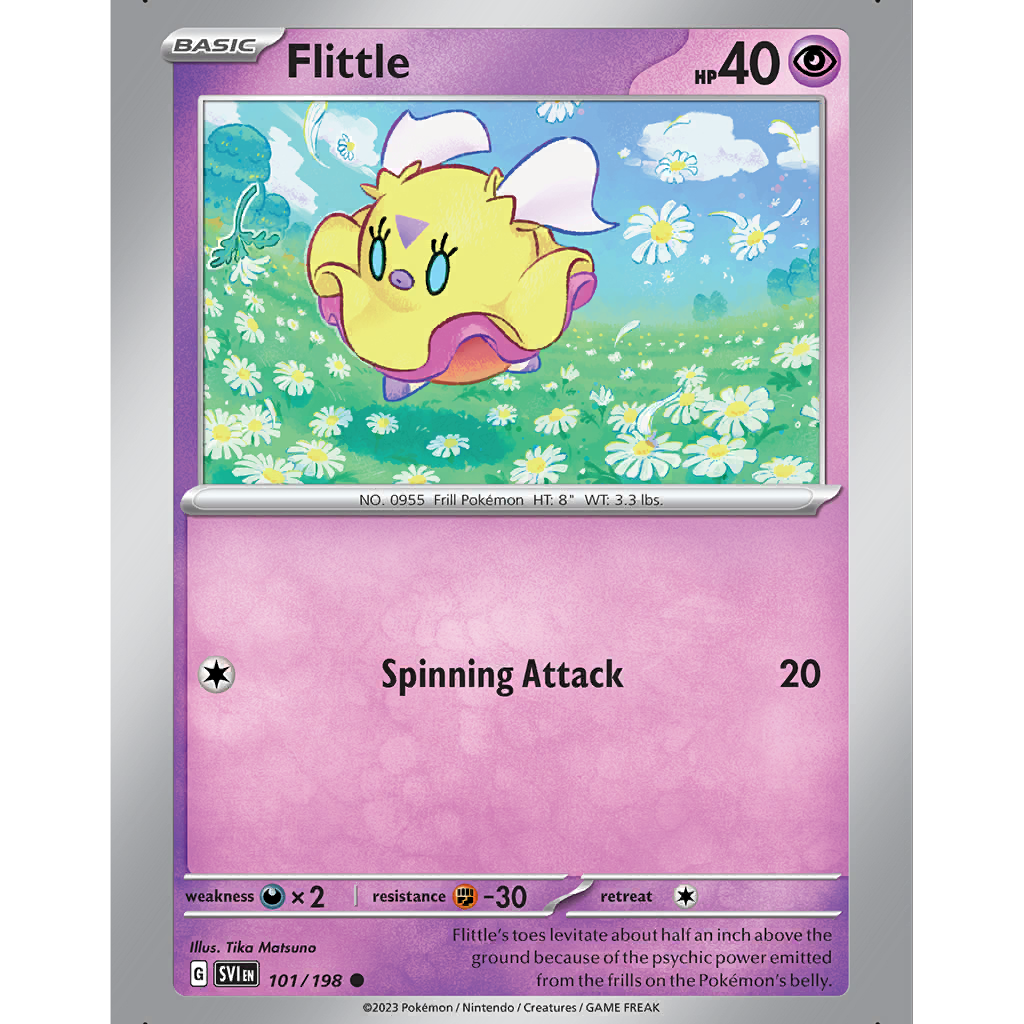 BASIC Flittle HP 40
NO. 0955 Frill Pokémon HT: 8" WT: 3.3 lbs.
Spinning Attack 20
weakness ×2 resistance -30 retreat
Illus. Tika Matsuno
Flittle's toes levitate about half an inch above the
ground because of the psychic power emitted
from the frills on the Pokémon's belly.
G SVI EN 101/198
©2023 Pokémon / Nintendo / Creatures / GAME FREAK